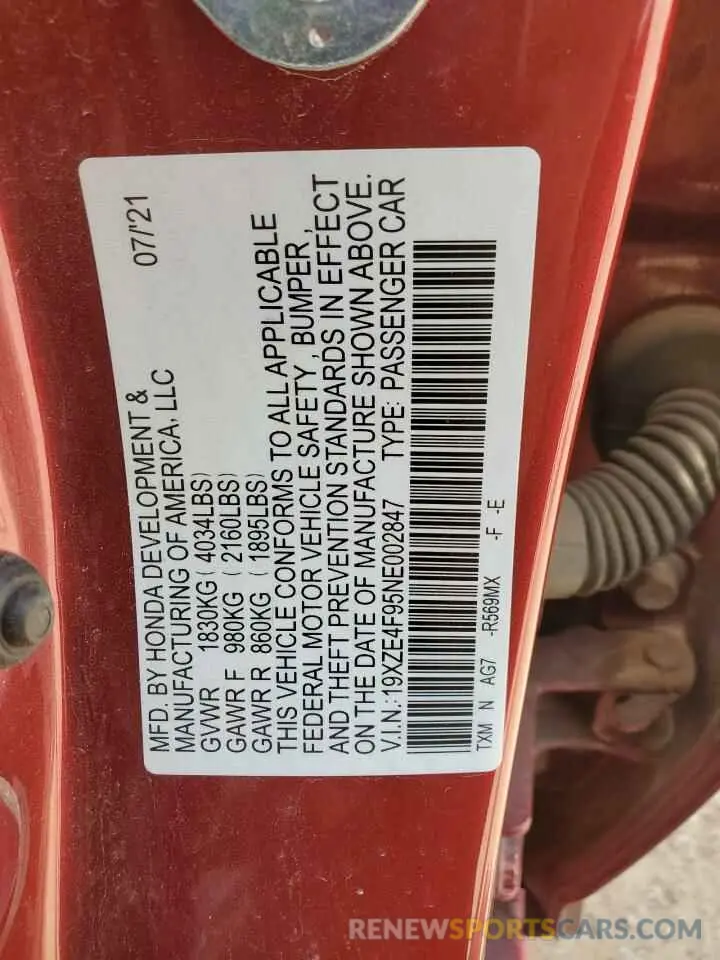 07/'21
MFD. BY HONDA DEVELOPMENT &
MANUFACTURING OF AMERICA, LLC
GVWR 1830KG ( 4034LBS)
GAWR F 980KG ( 2160LBS)
GAWR R 860KG ( 1895LBS)
THIS VEHICLE CONFORMS TO ALL APPLICABLE
FEDERAL MOTOR VEHICLE SAFETY , BUMPER ,
AND THEFT PREVENTION STANDARDS IN EFFECT
ON THE DATE OF MANUFACTURE SHOWN ABOVE.
V.I.N.: 19XZE4F95NE002847 TYPE: PASSENGER CAR
TXM N AG7 -R569MX -F -E
RENEWSPORTSCARS.COM